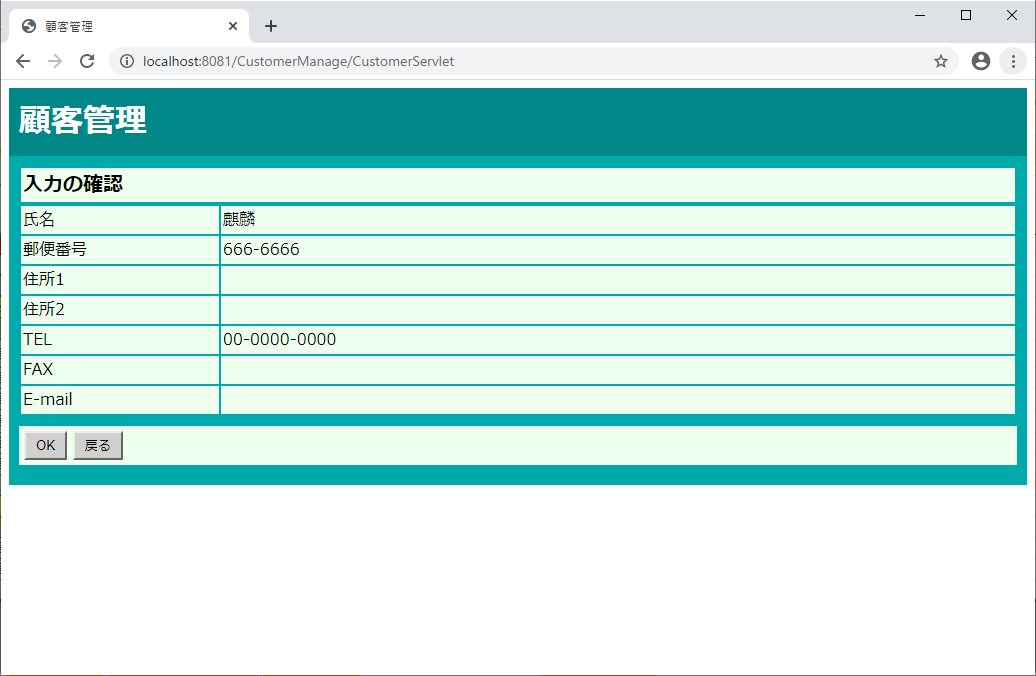 顧客管理
localhost:8081/CustomerManage/CustomerServlet
顧客管理
入力の確認
氏名 麒麟
郵便番号 666-6666
住所1
住所2
TEL 00-0000-0000
FAX
E-mail
OK 戻る